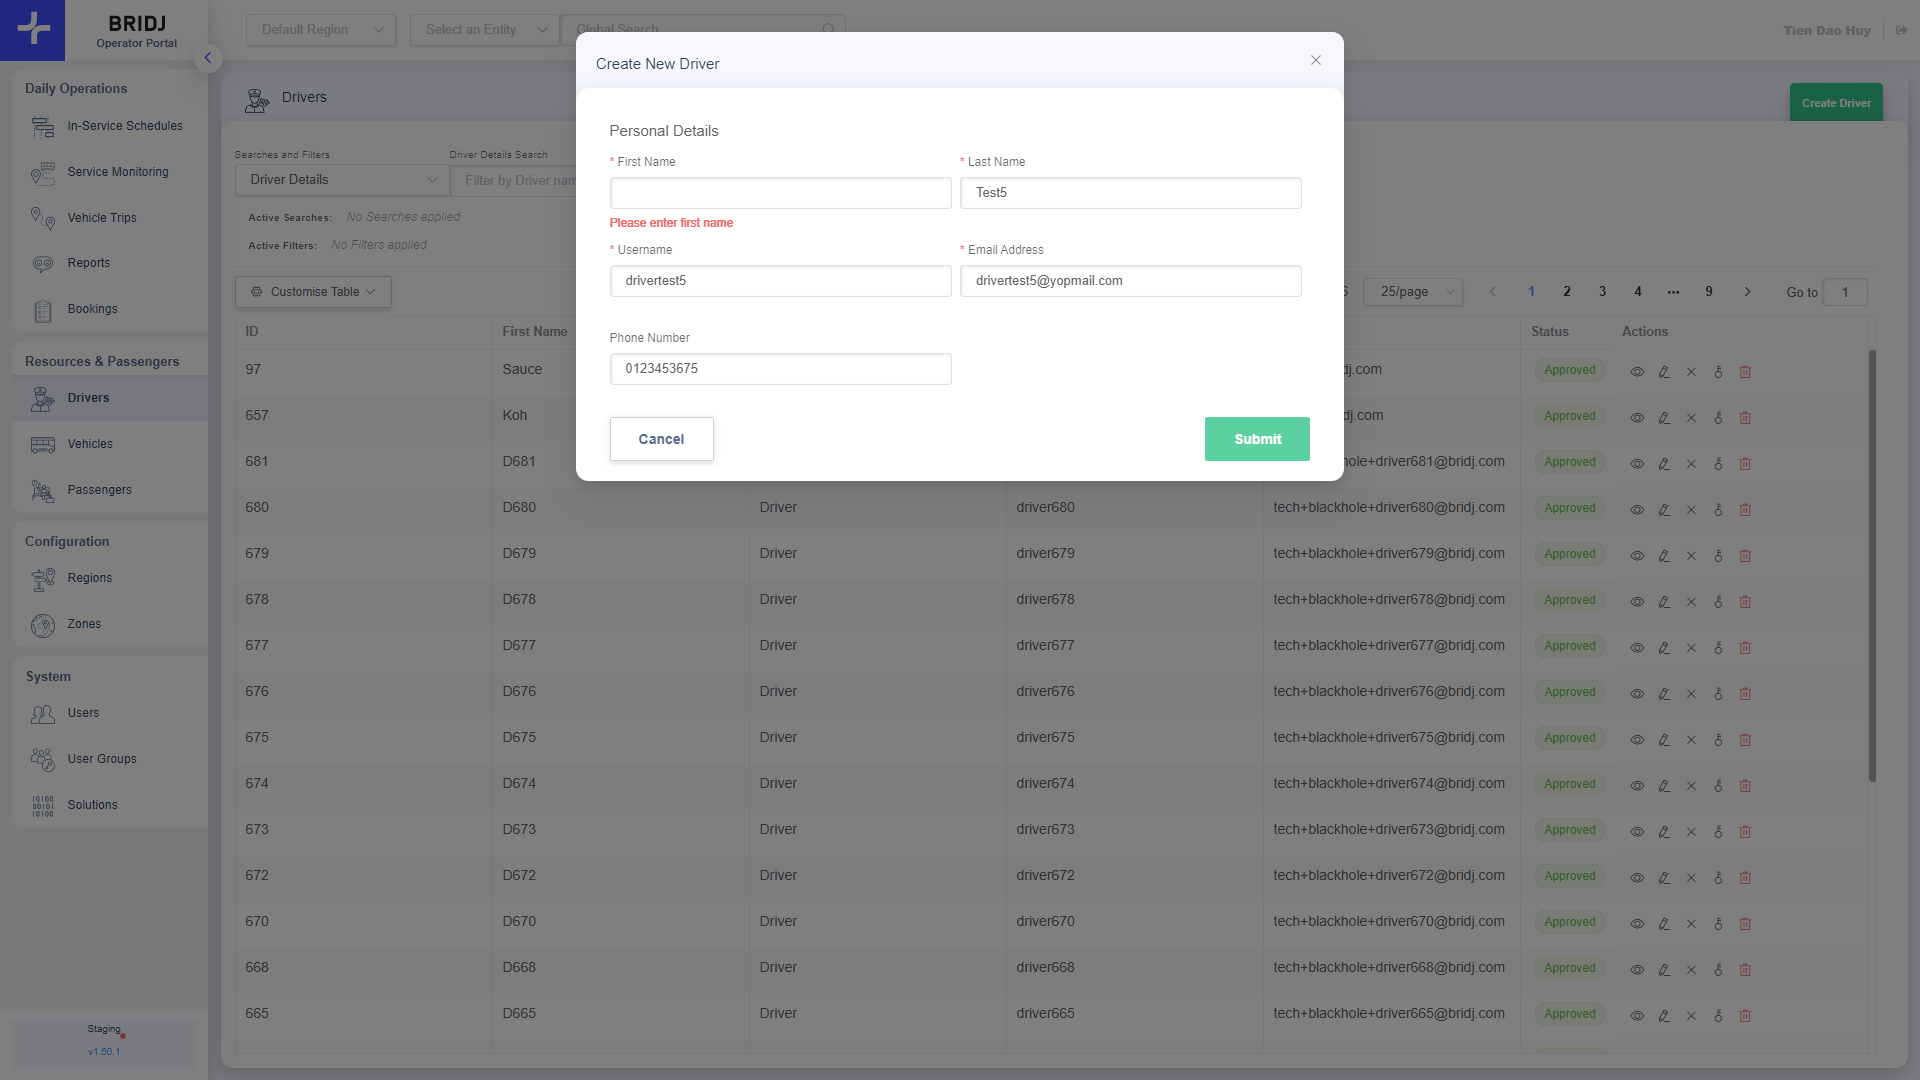 BRIDJ
Operator Portal
Default Region
Select an Entity
Global Search
Tien Dao Huy
Daily Operations
In-Service Schedules
Service Monitoring
Vehicle Trips
Reports
Bookings
Resources & Passengers
Drivers
Vehicles
Passengers
Configuration
Regions
Zones
System
Users
User Groups
Solutions
Staging
v1.50.1
Drivers
Create Driver
Searches and Filters
Driver Details Search
Driver Details
Filter by Driver nam
Active Searches: No Searches applied
Active Filters: No Filters applied
Customise Table
6 25/page 1 2 3 4 ••• 9 Go to 1
Create New Driver
Personal Details
* First Name * Last Name
Test5
Please enter first name
* Username * Email Address
drivertest5 drivertest5@yopmail.com
Phone Number
0123453675
Cancel Submit
ID First Name Status Actions
97 Sauce dj.com Approved
657 Koh dj.com Approved
681 D681 hole+driver681@bridj.com Approved
680 D680 Driver driver680 tech+blackhole+driver680@bridj.com Approved
679 D679 Driver driver679 tech+blackhole+driver679@bridj.com Approved
678 D678 Driver driver678 tech+blackhole+driver678@bridj.com Approved
677 D677 Driver driver677 tech+blackhole+driver677@bridj.com Approved
676 D676 Driver driver676 tech+blackhole+driver676@bridj.com Approved
675 D675 Driver driver675 tech+blackhole+driver675@bridj.com Approved
674 D674 Driver driver674 tech+blackhole+driver674@bridj.com Approved
673 D673 Driver driver673 tech+blackhole+driver673@bridj.com Approved
672 D672 Driver driver672 tech+blackhole+driver672@bridj.com Approved
670 D670 Driver driver670 tech+blackhole+driver670@bridj.com Approved
668 D668 Driver driver668 tech+blackhole+driver668@bridj.com Approved
665 D665 Driver driver665 tech+blackhole+driver665@bridj.com Approved